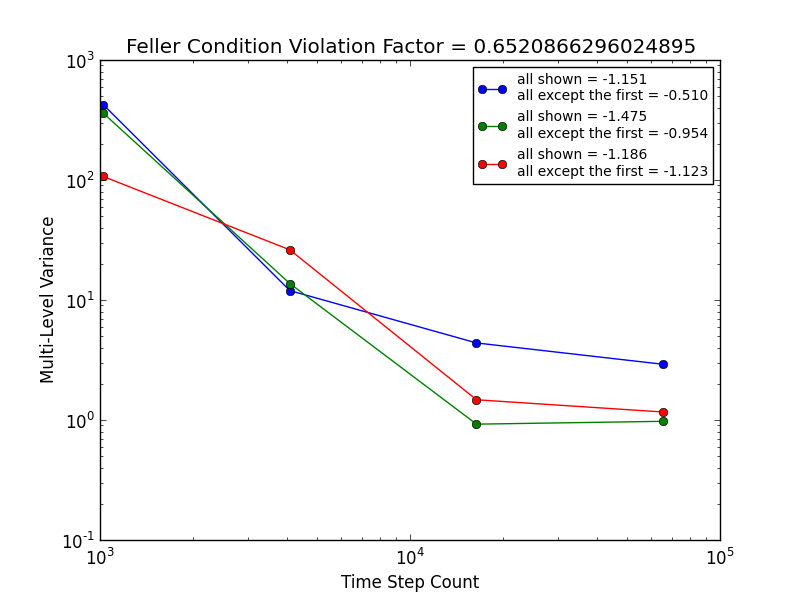 Feller Condition Violation Factor = 0.6520866296024895
10^3
10^2
10^1
10^0
10^-1
Multi-Level Variance
all shown = -1.151
all except the first = -0.510
all shown = -1.475
all except the first = -0.954
all shown = -1.186
all except the first = -1.123
10^3
10^4
10^5
Time Step Count